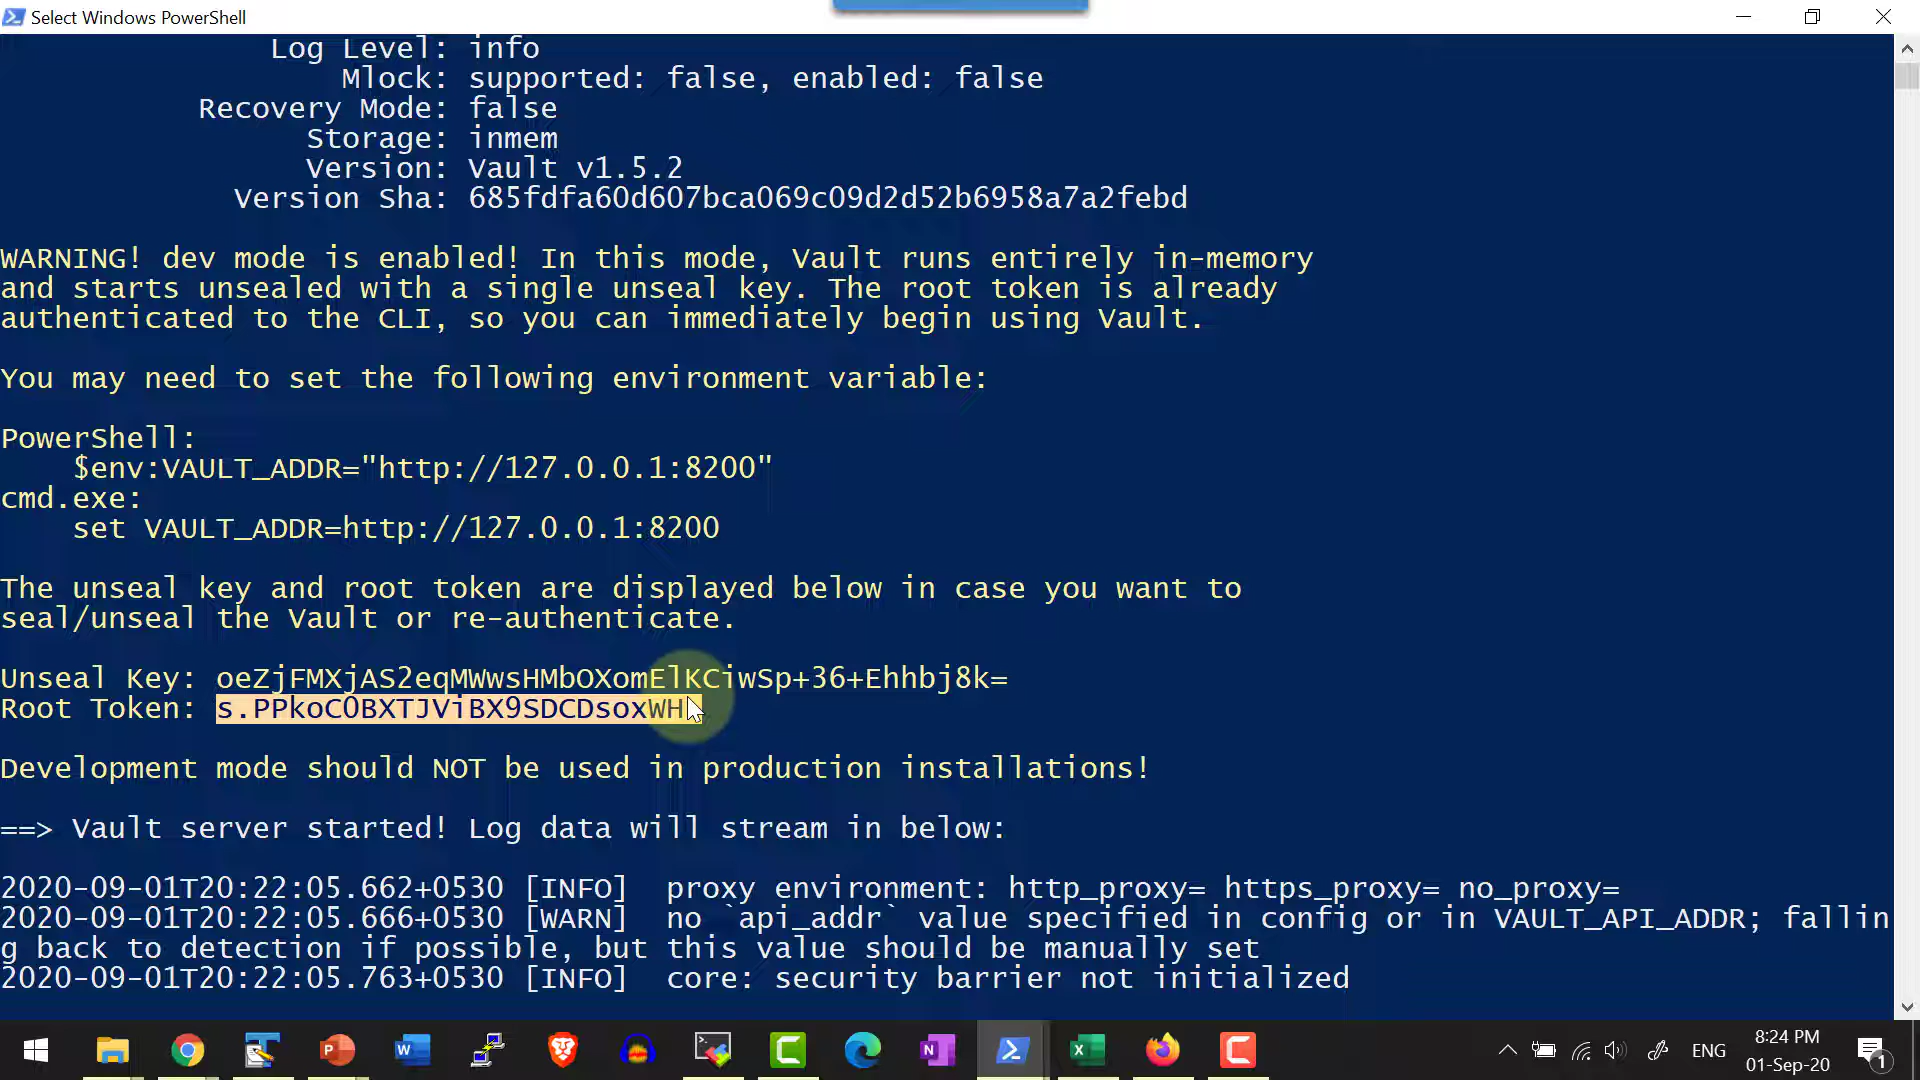 Select Windows PowerShell
Log Level: info
Mlock: supported: false, enabled: false
Recovery Mode: false
Storage: inmem
Version: Vault v1.5.2
Version Sha: 685fdfa60d607bca069c09d2d52b6958a7a2febd
WARNING! dev mode is enabled! In this mode, Vault runs entirely in-memory
and starts unsealed with a single unseal key. The root token is already
authenticated to the CLI, so you can immediately begin using Vault.
You may need to set the following environment variable:
PowerShell:
$env:VAULT_ADDR="http://127.0.0.1:8200"
cmd.exe:
set VAULT_ADDR=http://127.0.0.1:8200
The unseal key and root token are displayed below in case you want to
seal/unseal the Vault or re-authenticate.
Unseal Key: oeZjFMXjAS2eqMWwsHMbOXomElKCiwSp+36+Ehhbj8k=
Root Token:
Development mode should NOT be used in production installations!
==> Vault server started! Log data will stream in below:
2020-09-01T20:22:05.662+0530 [INFO]  proxy environment: http_proxy= https_proxy= no_proxy=
2020-09-01T20:22:05.666+0530 [WARN]  no `api_addr` value specified in config or in VAULT_API_ADDR; fallin
g back to detection if possible, but this value should be manually set
2020-09-01T20:22:05.763+0530 [INFO]  core: security barrier not initialized
ENG
8:24 PM
01-Sep-20
1